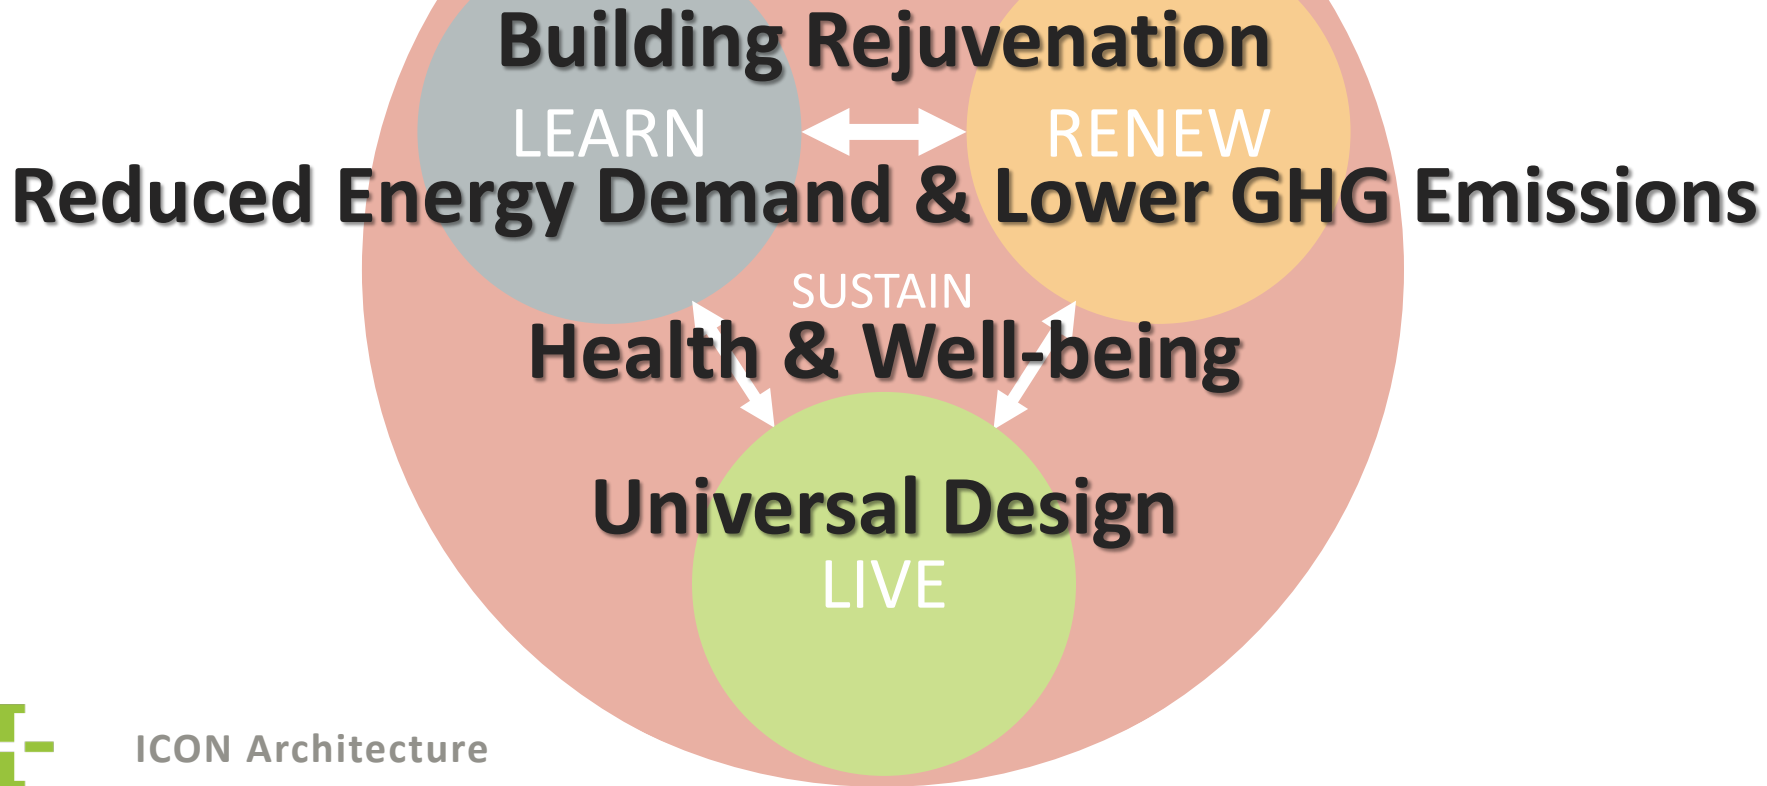 Building Rejuvenation
LEARN RENEW
Reduced Energy Demand & Lower GHG Emissions
SUSTAIN
Health & Well-being
Universal Design
LIVE
ICON Architecture